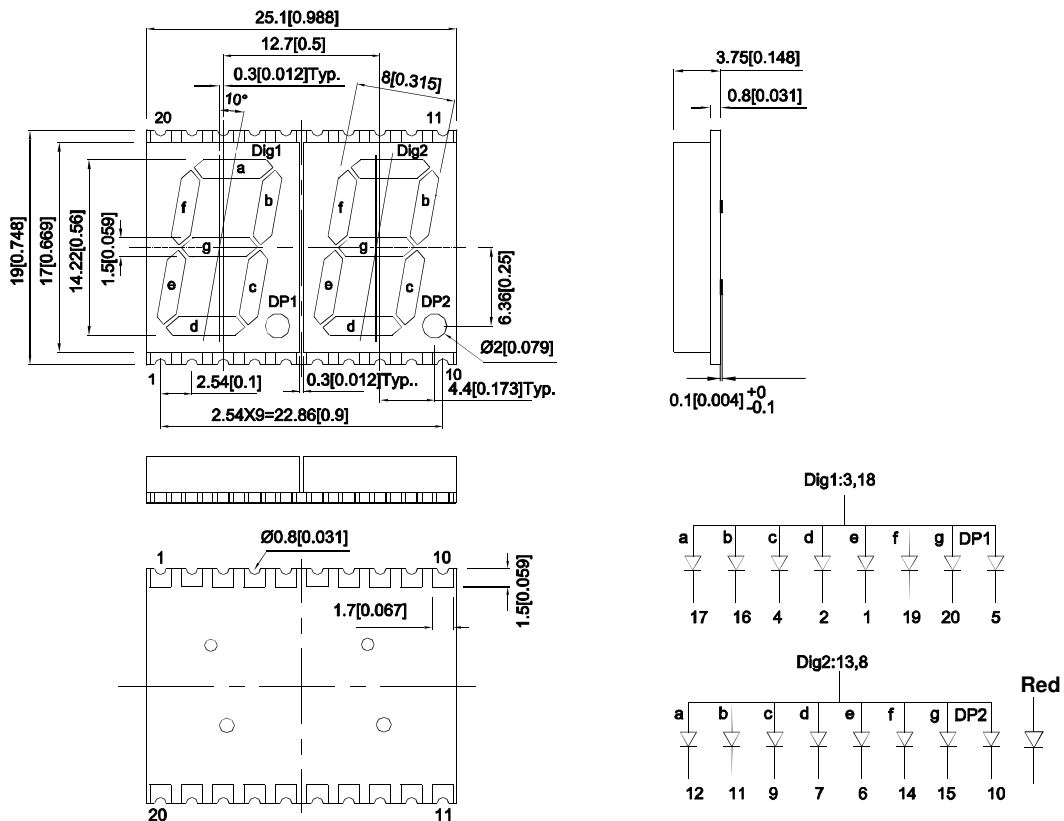 25.1[0.988]
12.7[0.5]
0.3[0.012]Typ.
8[0.315]
10°
20
11
Dig1
Dig2
a
b
f
g
e
c
d
DP1
f
b
g
e
c
d
DP2
19[0.748]
17[0.669]
14.22[0.56]
1.5[0.059]
6.36[0.25]
Ø2[0.079]
1
10
2.54[0.1]
0.3[0.012]Typ..
4.4[0.173]Typ.
2.54X9=22.86[0.9]
3.75[0.148]
0.8[0.031]
0.1[0.004] +0 -0.1
Ø0.8[0.031]
1
10
1.7[0.067]
1.5[0.059]
20
11
Dig1:3,18
a b c d e f g DP1
17 16 4 2 1 19 20 5
Dig2:13,8
a b c d e f g DP2
12 11 9 7 6 14 15 10
Red